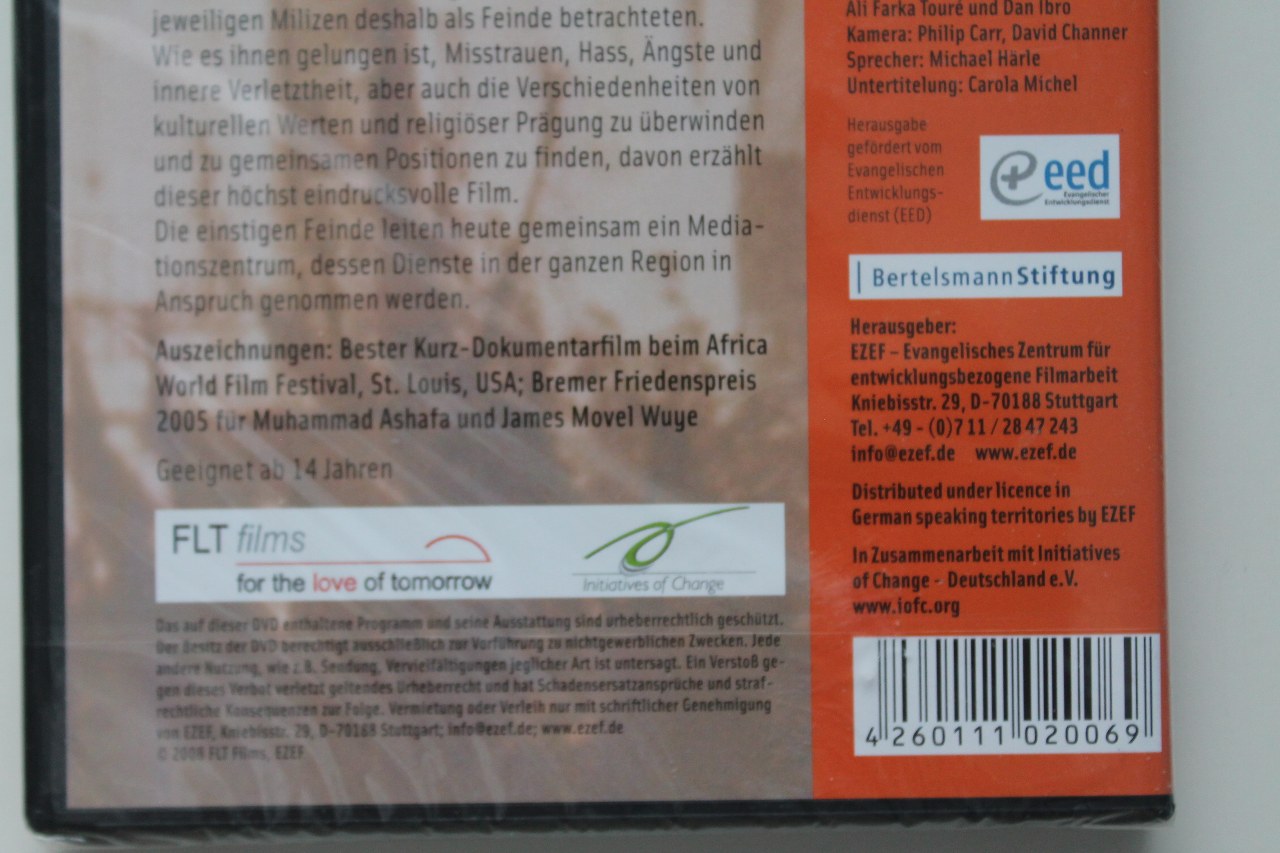 jeweiligen Milizen deshalb als Feinde betrachteten.
Wie es ihnen gelungen ist, Misstrauen, Hass, Ängste und
innere Verletztheit, aber auch die Verschiedenheiten von
kulturellen Werten und religiöser Prägung zu überwinden
und zu gemeinsamen Positionen zu finden, davon erzählt
dieser höchst eindrucksvolle Film.
Die einstigen Feinde leiten heute gemeinsam ein Media-
tionszentrum, dessen Dienste in der ganzen Region in
Anspruch genommen werden.
Auszeichnungen: Bester Kurz-Dokumentarfilm beim Africa
World Film Festival, St. Louis, USA; Bremer Friedenspreis
2005 für Muhammad Ashafa und James Movel Wuye
Geeignet ab 14 Jahren
FLT films
for the love of tomorrow
Initiatives of Change
Das auf dieser DVD enthaltene Programm und seine Ausstattung sind urheberrechtlich geschützt.
Der Besitz der DVD berechtigt ausschließlich zur Vorführung zu nichtgewerblichen Zwecken. Jede
andere Nutzung, wie z.B. Sendung, Vervielfältigungen jeglicher Art ist untersagt. Ein Verstoß ge-
gen dieses Verbot verletzt geltendes Urheberrecht und hat Schadensersatzansprüche und straf-
rechtliche Konsequenzen zur Folge. Vermietung oder Verleih nur mit schriftlicher Genehmigung
von EZEF, Kniebisstr. 29, D-70188 Stuttgart; info@ezef.de; www.ezef.de
© 2008 FLT Films, EZEF
Ali Farka Touré und Dan Ibro
Kamera: Philip Carr, David Channer
Sprecher: Michael Härle
Untertitelung: Carola Michel
Herausgabe
gefördert vom
Evangelischen
Entwicklungs-
dienst (EED)
eed
Evangelischer
Entwicklungsdienst
BertelsmannStiftung
Herausgeber:
EZEF – Evangelisches Zentrum für
entwicklungsbezogene Filmarbeit
Kniebisstr. 29, D-70188 Stuttgart
Tel. +49 - (0)7 11 / 28 47 243
info@ezef.de www.ezef.de
Distributed under licence in
German speaking territories by EZEF
In Zusammenarbeit mit Initiatives
of Change - Deutschland e.V.
www.iofc.org
4 260111 020069